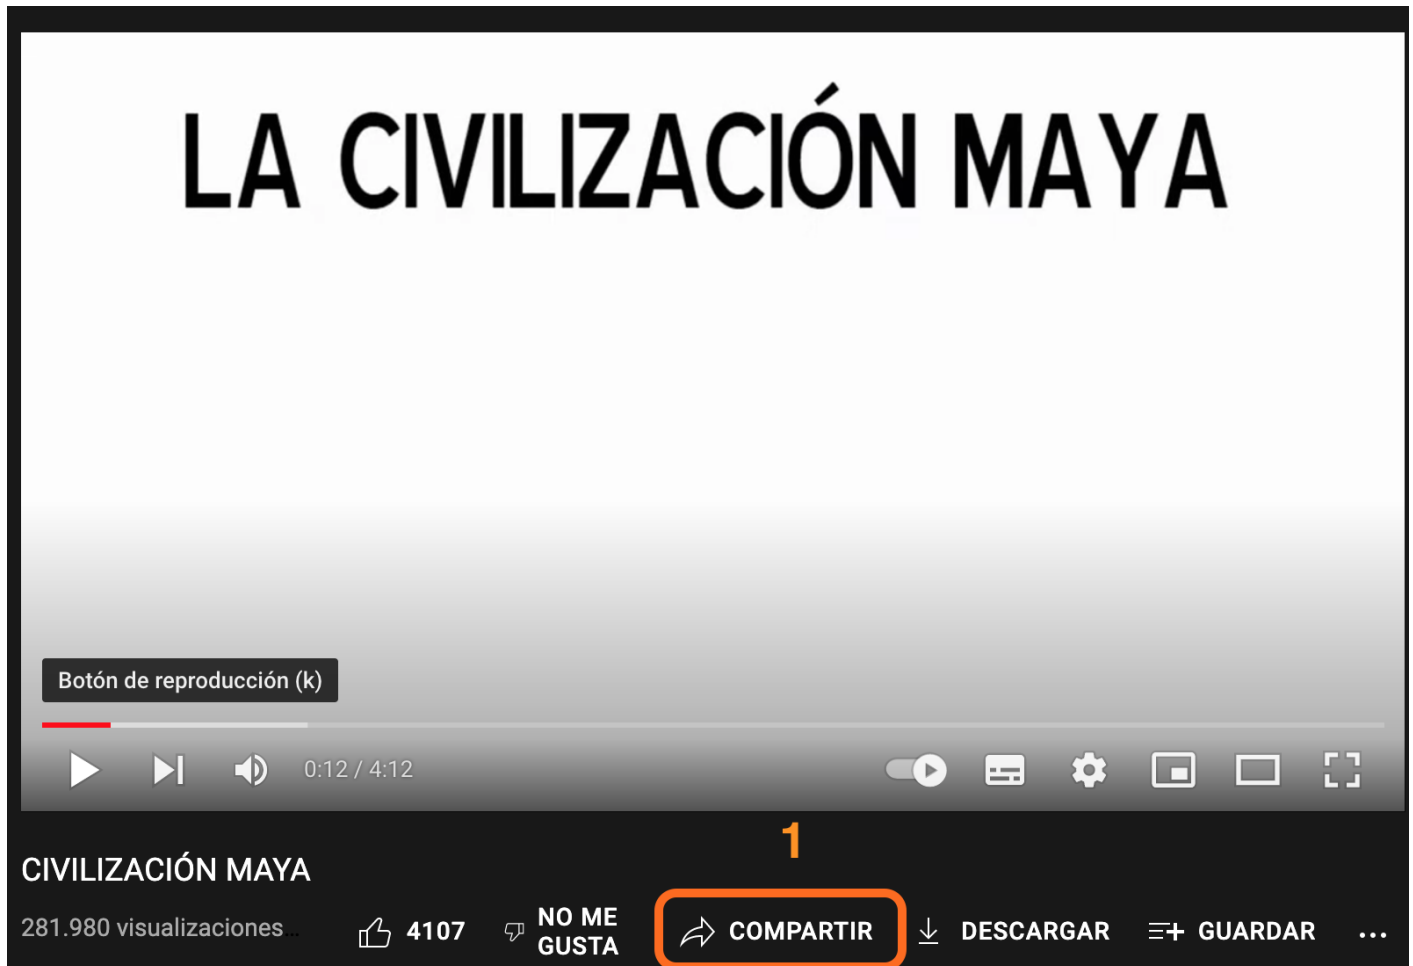 LA CIVILIZACIÓN MAYA
Botón de reproducción (k)
0:12 / 4:12
1
CIVILIZACIÓN MAYA
281.980 visualizaciones...
4107
NO ME
GUSTA
COMPARTIR
DESCARGAR
GUARDAR